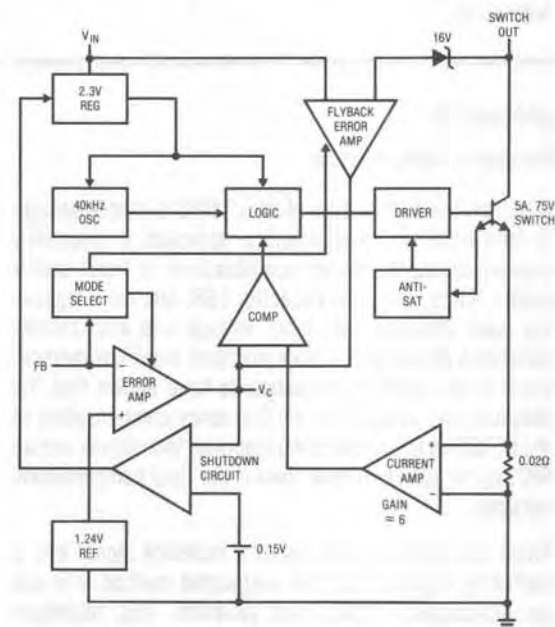 SWITCH
OUT
V_IN
16V
2.3V
REG
FLYBACK
ERROR
AMP
40kHz
OSC
LOGIC
DRIVER
5A, 75V
SWITCH
MODE
SELECT
COMP
ANTI-
SAT
FB
−
ERROR
AMP
+
V_C
SHUTDOWN
CIRCUIT
+
CURRENT
AMP
−
GAIN
≈ 6
0.02Ω
1.24V
REF
0.15V